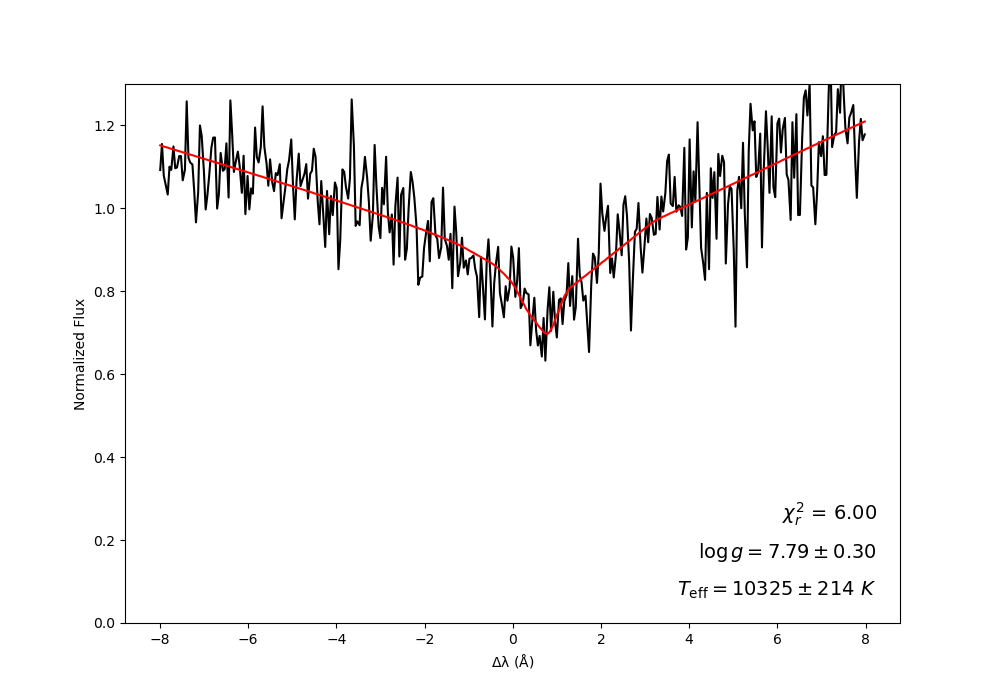 1.2
1.0
0.8
0.6
0.4
0.2
0.0
Normalized Flux
χ²ᵣ = 6.00
log g = 7.79 ± 0.30
T_eff = 10325 ± 214 K
−8 −6 −4 −2 0 2 4 6 8
Δλ (Å)